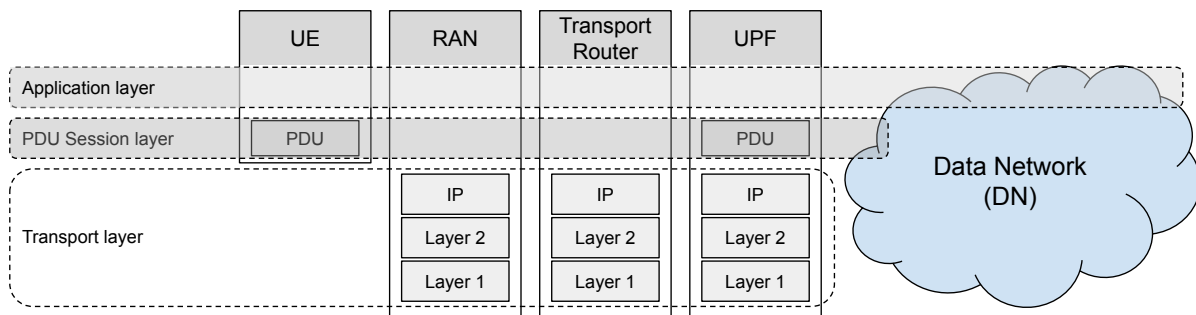 UE
RAN
Transport
Router
UPF
Application layer
PDU Session layer
PDU
PDU
Data Network
(DN)
Transport layer
IP
IP
IP
Layer 2
Layer 2
Layer 2
Layer 1
Layer 1
Layer 1